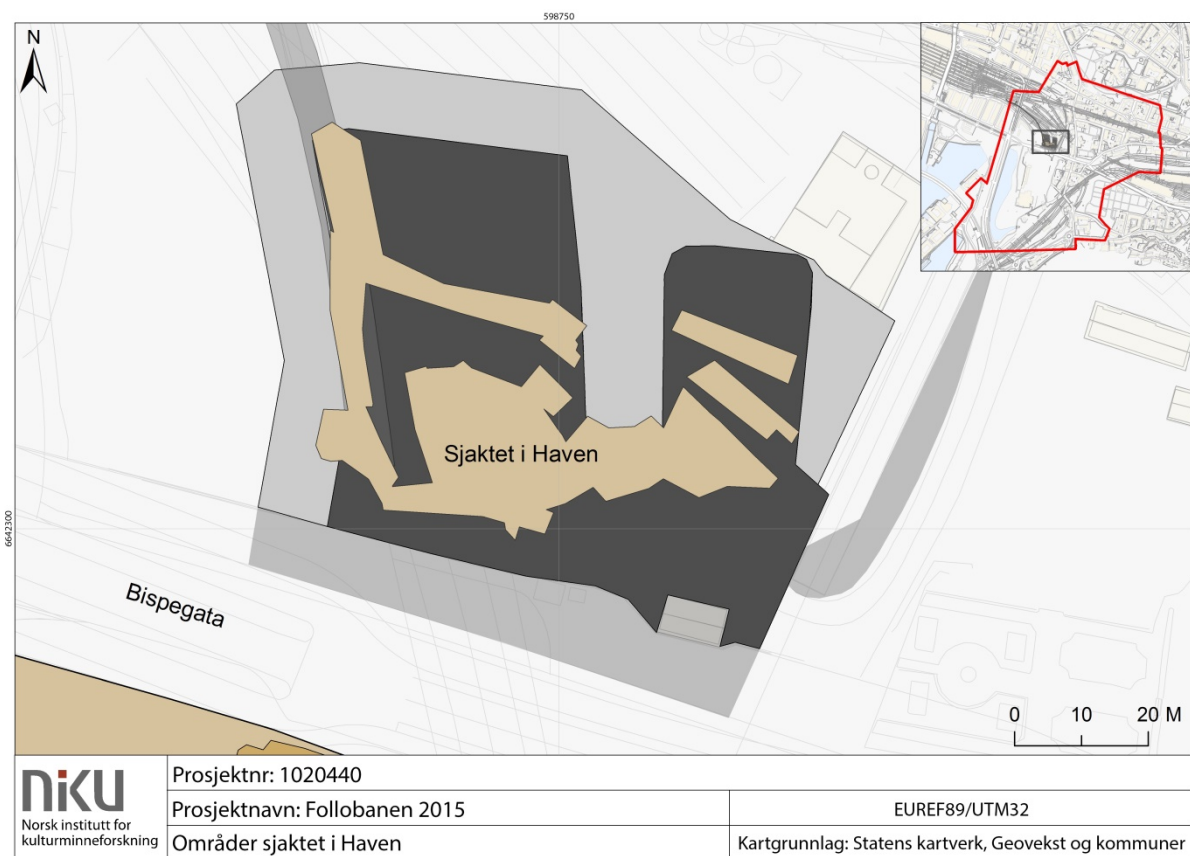 598750
N
6642300
Sjaktet i Haven
Bispegata
0 10 20 M
NIKU
Norsk institutt for
kulturminneforskning
Prosjektnr: 1020440
Prosjektnavn: Follobanen 2015
Områder sjaktet i Haven
EUREF89/UTM32
Kartgrunnlag: Statens kartverk, Geovekst og kommuner